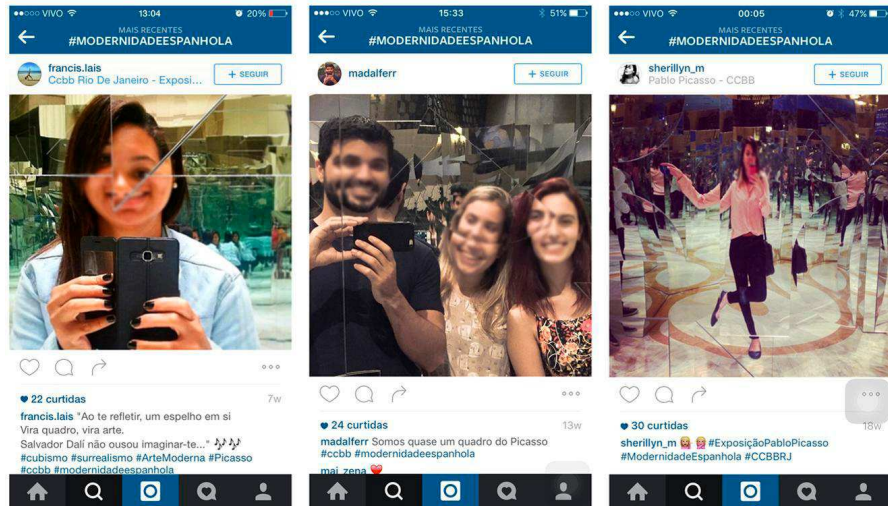 VIVO 13:04 20%
MAIS RECENTES
#MODERNIDADEESPANHOLA
francis.lais
Ccbb Rio De Janeiro - Exposi...
+ SEGUIR
22 curtidas 7w
francis.lais "Ao te refletir, um espelho em si
Vira quadro, vira arte.
Salvador Dalí não ousou imaginar-te..." 🎶🎶
#cubismo #surrealismo #ArteModerna #Picasso
#ccbb #modernidadeespanhola
VIVO 15:33 51%
MAIS RECENTES
#MODERNIDADEESPANHOLA
madalferr
+ SEGUIR
24 curtidas 13w
madalferr Somos quase um quadro do Picasso
#ccbb #modernidadeespanhola
mai_zena ❤️
VIVO 00:05 47%
MAIS RECENTES
#MODERNIDADEESPANHOLA
sherillyn_m
Pablo Picasso - CCBB
+ SEGUIR
30 curtidas 18w
sherillyn_m #ExposiçãoPabloPicasso
#ModernidadeEspanhola #CCBBRJ